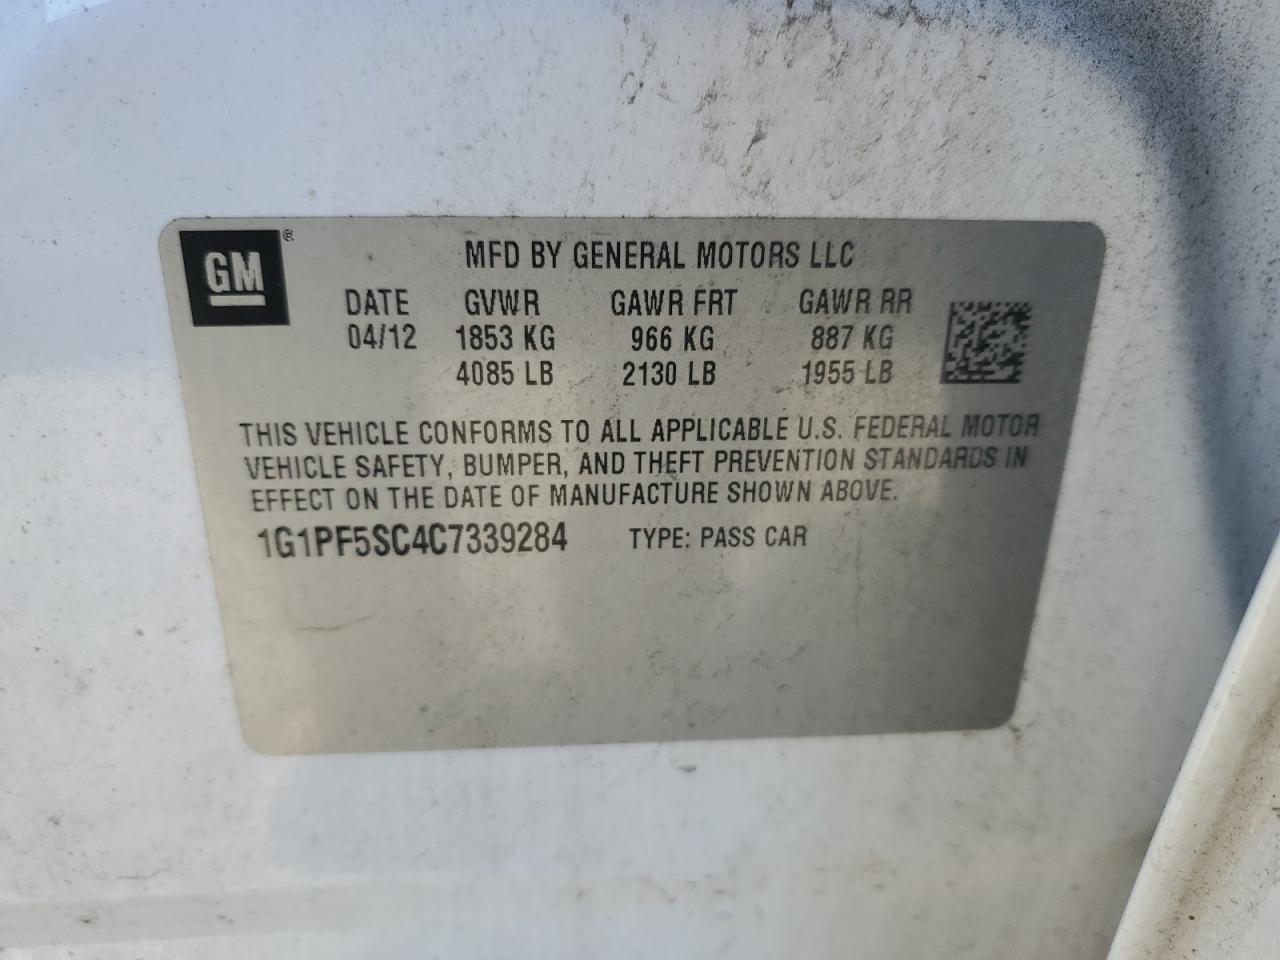 GM®
MFD BY GENERAL MOTORS LLC
DATE GVWR GAWR FRT GAWR RR
04/12 1853 KG 966 KG 887 KG
4085 LB 2130 LB 1955 LB
THIS VEHICLE CONFORMS TO ALL APPLICABLE U.S. FEDERAL MOTOR
VEHICLE SAFETY, BUMPER, AND THEFT PREVENTION STANDARDS IN
EFFECT ON THE DATE OF MANUFACTURE SHOWN ABOVE.
1G1PF5SC4C7339284 TYPE: PASS CAR